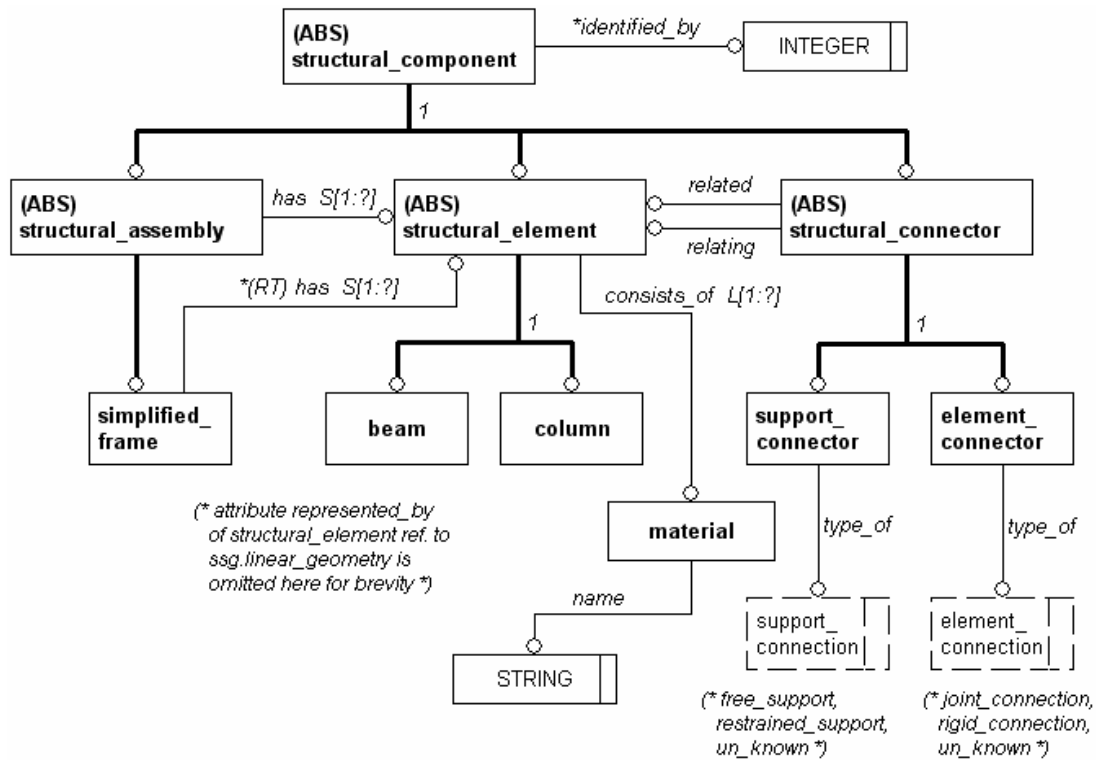 (ABS)
structural_component
*identified_by
INTEGER
1
(ABS)
structural_assembly
has S[1:?]
(ABS)
structural_element
related
relating
(ABS)
structural_connector
*(RT) has S[1:?]
consists_of L[1:?]
1
1
simplified_
frame
beam
column
support_
connector
element_
connector
(* attribute represented_by
of structural_element ref. to
ssg.linear_geometry is
omitted here for brevity *)
material
type_of
type_of
name
support_
connection
element_
connection
STRING
(* free_support,
restrained_support,
un_known *)
(* joint_connection,
rigid_connection,
un_known *)